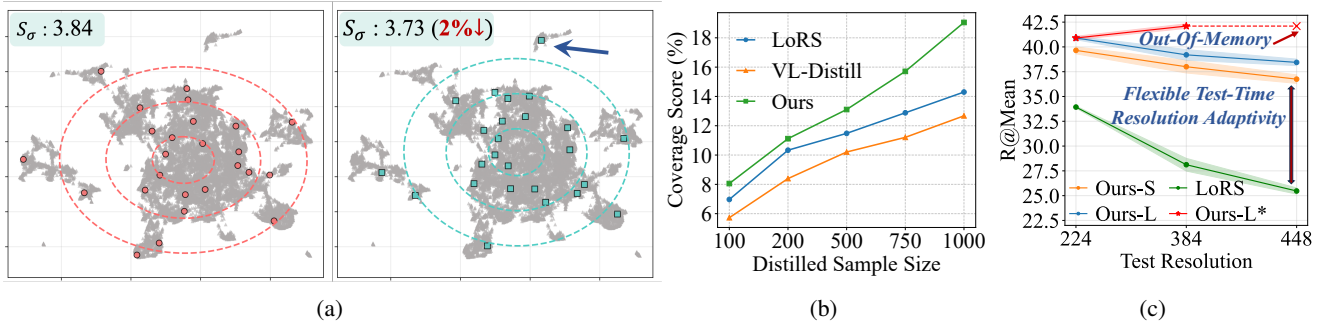 S_σ : 3.84
S_σ : 3.73 (2%↓)
(a)
Coverage Score (%)
18
16
14
12
10
8
6
LoRS
VL-Distill
Ours
100 200 500 750 1000
Distilled Sample Size
(b)
R@Mean
42.5
40.0
37.5
35.0
32.5
30.0
27.5
25.0
22.5
Out-Of-Memory
Flexible Test-Time
Resolution Adaptivity
Ours-S LoRS
Ours-L Ours-L*
224 384 448
Test Resolution
(c)